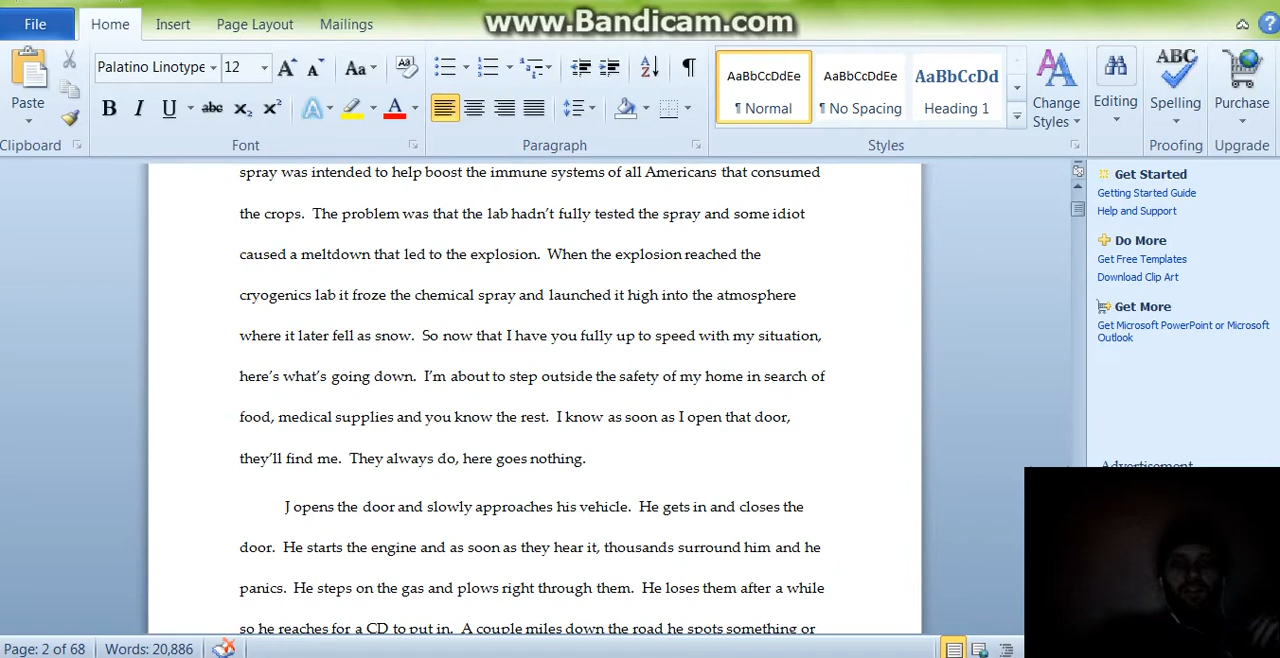 www.Bandicam.com
File Home Insert Page Layout Mailings
Palatino Linotype 12 A A Aa
AaBbCcDdEe AaBbCcDdEe AaBbCcDd
ABC
Paste
B I U abc X₂ X² A A
¶ Normal ¶ No Spacing Heading 1
Change Styles Editing Spelling Purchase
Clipboard Font Paragraph Styles Proofing Upgrade
spray was intended to help boost the immune systems of all Americans that consumed
the crops.  The problem was that the lab hadn’t fully tested the spray and some idiot
caused a meltdown that led to the explosion.  When the explosion reached the
cryogenics lab it froze the chemical spray and launched it high into the atmosphere
where it later fell as snow.  So now that I have you fully up to speed with my situation,
here’s what’s going down.  I’m about to step outside the safety of my home in search of
food, medical supplies and you know the rest.  I know as soon as I open that door,
they’ll find me.  They always do, here goes nothing.
J opens the door and slowly approaches his vehicle.  He gets in and closes the
door.  He starts the engine and as soon as they hear it, thousands surround him and he
panics.  He steps on the gas and plows right through them.  He loses them after a while
so he reaches for a CD to put in.  A couple miles down the road he spots something or
Get Started
Getting Started Guide
Help and Support
Do More
Get Free Templates
Download Clip Art
Get More
Get Microsoft PowerPoint or Microsoft
Outlook
Advertisement
Page: 2 of 68 Words: 20,886